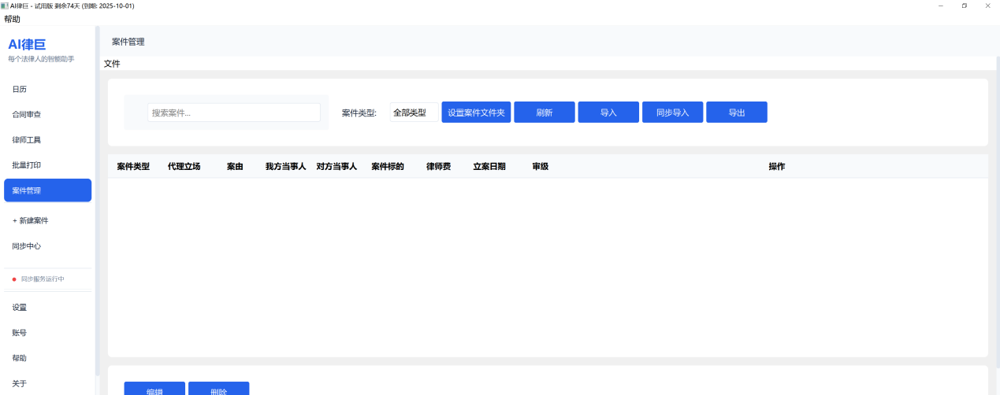 AI律巨 - 试用版 剩余74天 (到期: 2025-10-01)
帮助
AI律巨
每个法律人的智能助手
日历
合同审查
律师工具
批量打印
案件管理
+ 新建案件
同步中心
同步服务运行中
设置
账号
帮助
关于
案件管理
文件
搜索案件... 案件类型: 全部类型 设置案件文件夹 刷新 导入 同步导入 导出
案件类型 代理立场 案由 我方当事人 对方当事人 案件标的 律师费 立案日期 审级 操作
编辑 删除